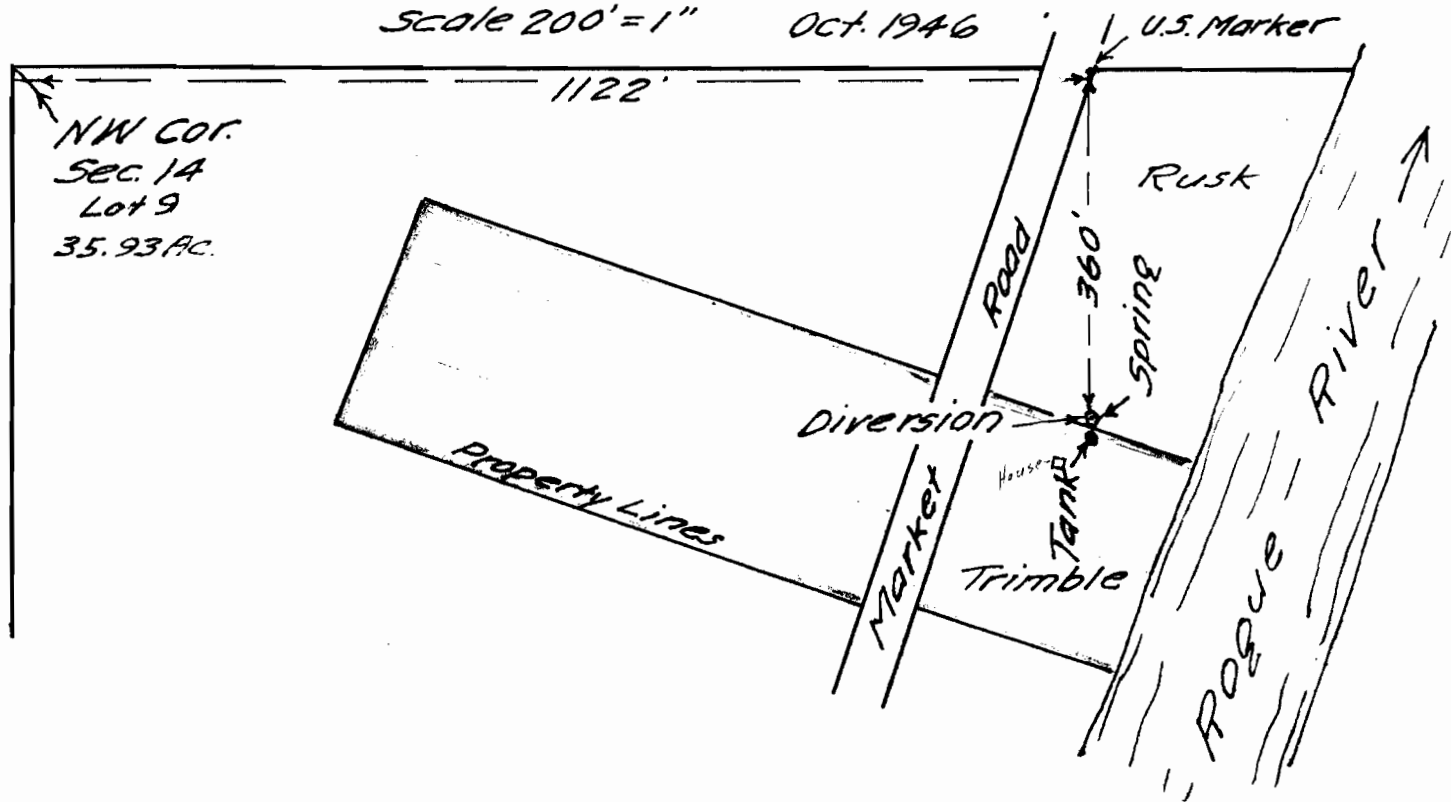 Scale 200' = 1" Oct. 1946
U.S. Marker
1122'
NW Cor.
Sec. 14
Lot 9
35.93 Ac.
Rusk
360'
Spring
Market Road
Diversion
House
Tank
Property Lines
Trimble
Rogue River